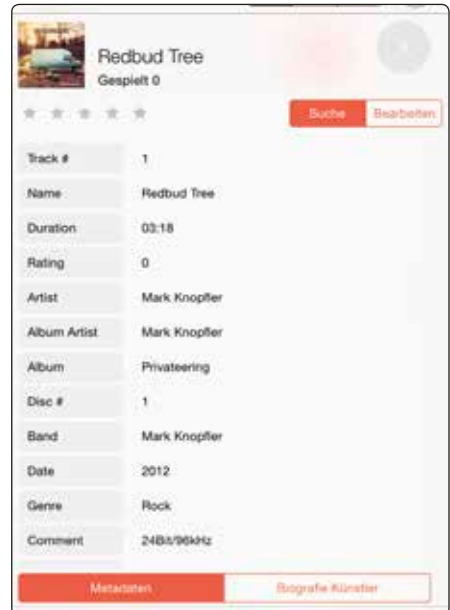 Redbud Tree
Gespielt 0
Suche Bearbeiten
Track # 1
Name Redbud Tree
Duration 03:18
Rating 0
Artist Mark Knopfler
Album Artist Mark Knopfler
Album Privateering
Disc # 1
Band Mark Knopfler
Date 2012
Genre Rock
Comment 24Bit/96kHz
Metadaten Biografie Künstler